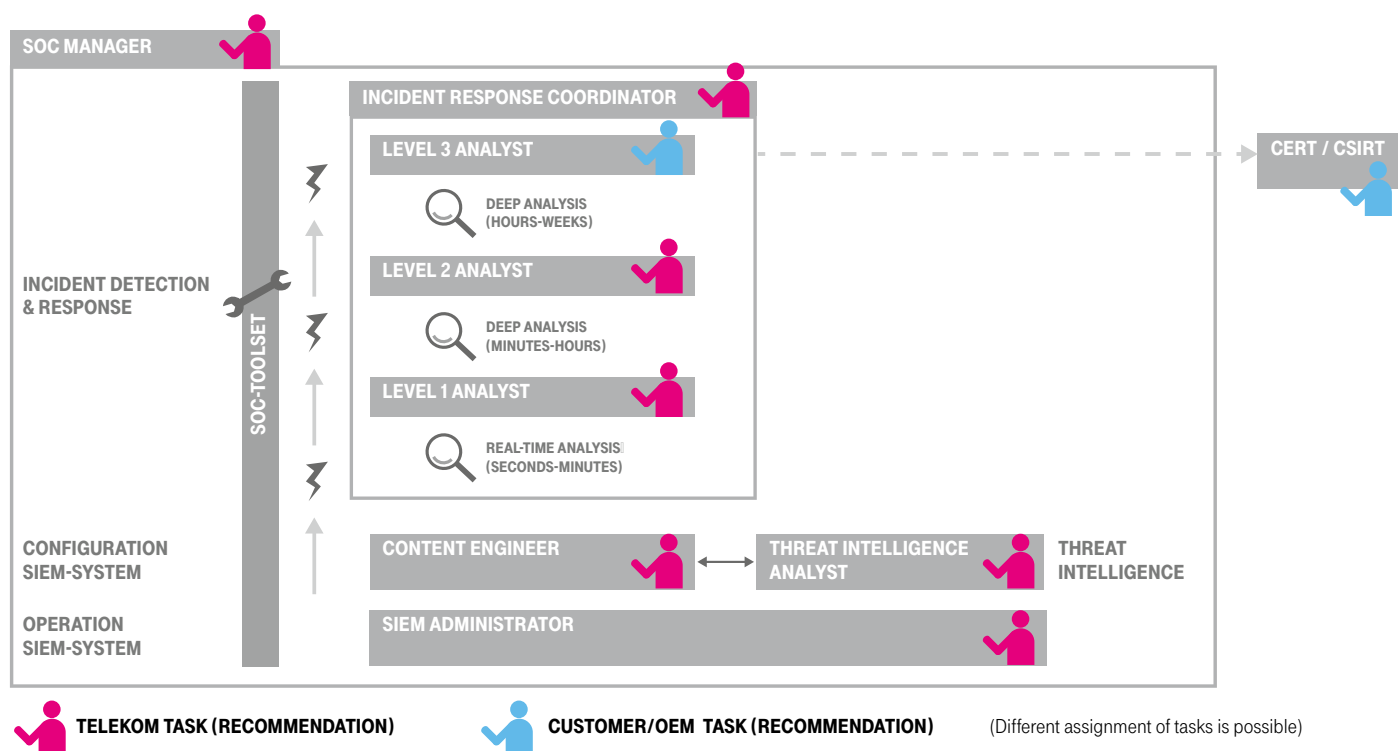 SOC MANAGER
INCIDENT RESPONSE COORDINATOR
LEVEL 3 ANALYST
CERT / CSIRT
DEEP ANALYSIS
(HOURS-WEEKS)
LEVEL 2 ANALYST
INCIDENT DETECTION
& RESPONSE
DEEP ANALYSIS
(MINUTES-HOURS)
SOC-TOOLSET
LEVEL 1 ANALYST
REAL-TIME ANALYSIS
(SECONDS-MINUTES)
CONFIGURATION
SIEM-SYSTEM
CONTENT ENGINEER
THREAT INTELLIGENCE
ANALYST
THREAT
INTELLIGENCE
OPERATION
SIEM-SYSTEM
SIEM ADMINISTRATOR
TELEKOM TASK (RECOMMENDATION)
CUSTOMER/OEM TASK (RECOMMENDATION)
(Different assignment of tasks is possible)